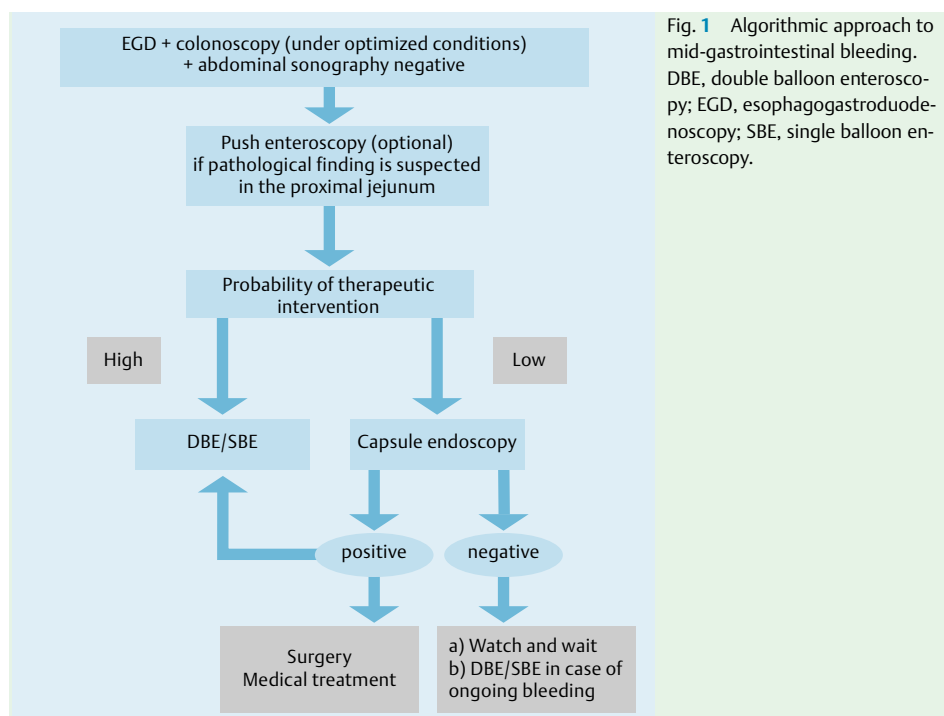 EGD + colonoscopy (under optimized conditions)
+ abdominal sonography negative
Push enteroscopy (optional)
if pathological finding is suspected
in the proximal jejunum
Probability of therapeutic
intervention
High
Low
DBE/SBE
Capsule endoscopy
positive
negative
Surgery
Medical treatment
a) Watch and wait
b) DBE/SBE in case of
ongoing bleeding
Fig. 1 Algorithmic approach to
mid-gastrointestinal bleeding.
DBE, double balloon enterosco-
py; EGD, esophagogastroduode-
noscopy; SBE, single balloon en-
teroscopy.